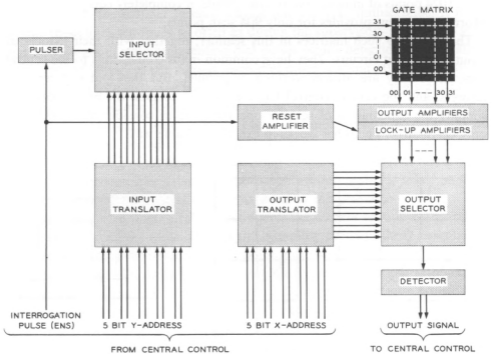 GATE MATRIX
PULSER
INPUT
SELECTOR
31
30
01
00
00 01 30 31
RESET
AMPLIFIER
OUTPUT AMPLIFIERS
LOCK-UP AMPLIFIERS
INPUT
TRANSLATOR
OUTPUT
TRANSLATOR
OUTPUT
SELECTOR
DETECTOR
INTERROGATION
PULSE (ENS)
5 BIT Y-ADDRESS
5 BIT X-ADDRESS
OUTPUT SIGNAL
FROM CENTRAL CONTROL
TO CENTRAL CONTROL